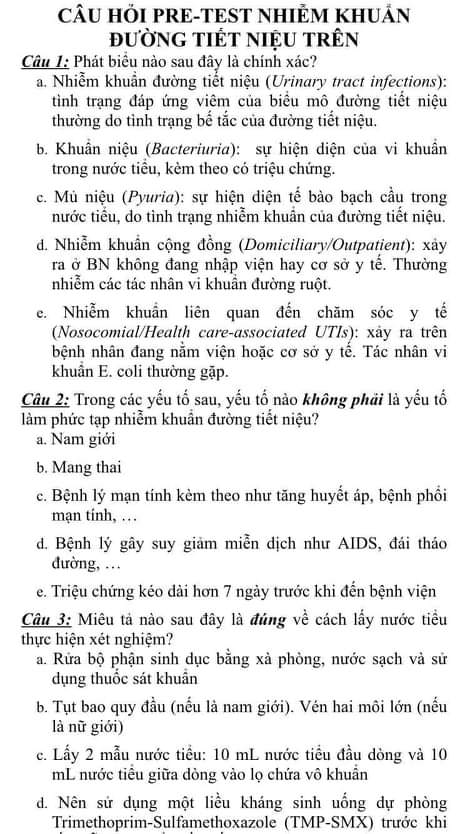 CÂU HỎI PRE-TEST NHIỄM KHUẨN
ĐƯỜNG TIẾT NIỆU TRÊN
Câu 1: Phát biểu nào sau đây là chính xác?
a. Nhiễm khuẩn đường tiết niệu (Urinary tract infections):
tình trạng đáp ứng viêm của biểu mô đường tiết niệu
thường do tình trạng bế tắc của đường tiết niệu.
b. Khuẩn niệu (Bacteriuria): sự hiện diện của vi khuẩn
trong nước tiểu, kèm theo có triệu chứng.
c. Mủ niệu (Pyuria): sự hiện diện tế bào bạch cầu trong
nước tiểu, do tình trạng nhiễm khuẩn của đường tiết niệu.
d. Nhiễm khuẩn cộng đồng (Domiciliary/Outpatient): xảy
ra ở BN không đang nhập viện hay cơ sở y tế. Thường
nhiễm các tác nhân vi khuẩn đường ruột.
e. Nhiễm khuẩn liên quan đến chăm sóc y tế
(Nosocomial/Health care-associated UTIs): xảy ra trên
bệnh nhân đang nằm viện hoặc cơ sở y tế. Tác nhân vi
khuẩn E. coli thường gặp.
Câu 2: Trong các yếu tố sau, yếu tố nào không phải là yếu tố
làm phức tạp nhiễm khuẩn đường tiết niệu?
a. Nam giới
b. Mang thai
c. Bệnh lý mạn tính kèm theo như tăng huyết áp, bệnh phổi
mạn tính, …
d. Bệnh lý gây suy giảm miễn dịch như AIDS, đái tháo
đường, …
e. Triệu chứng kéo dài hơn 7 ngày trước khi đến bệnh viện
Câu 3: Miêu tả nào sau đây là đúng về cách lấy nước tiểu
thực hiện xét nghiệm?
a. Rửa bộ phận sinh dục bằng xà phòng, nước sạch và sử
dụng thuốc sát khuẩn
b. Tụt bao quy đầu (nếu là nam giới). Vén hai môi lớn (nếu
là nữ giới)
c. Lấy 2 mẫu nước tiểu: 10 mL nước tiểu đầu dòng và 10
mL nước tiểu giữa dòng vào lọ chứa vô khuẩn
d. Nên sử dụng một liều kháng sinh uống dự phòng
Trimethoprim-Sulfamethoxazole (TMP-SMX) trước khi